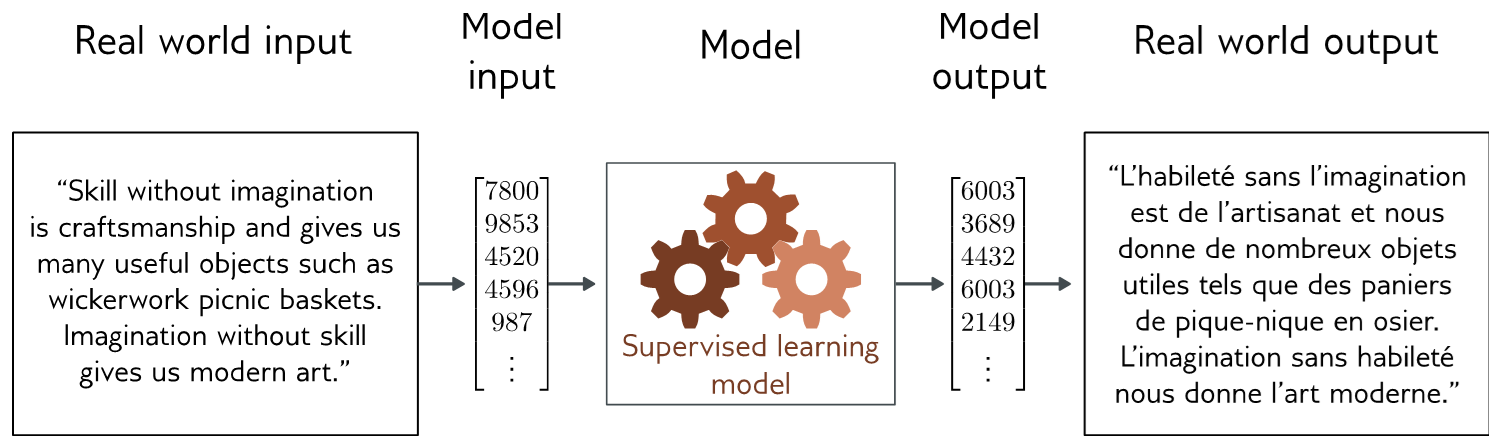 Real world input
Model
input
Model
Model
output
Real world output
“Skill without imagination
is craftsmanship and gives us
many useful objects such as
wickerwork picnic baskets.
Imagination without skill
gives us modern art.”
7800
9853
4520
4596
987
⋮
Supervised learning
model
6003
3689
4432
6003
2149
⋮
“L’habileté sans l’imagination
est de l’artisanat et nous
donne de nombreux objets
utiles tels que des paniers
de pique-nique en osier.
L’imagination sans habileté
nous donne l’art moderne.”